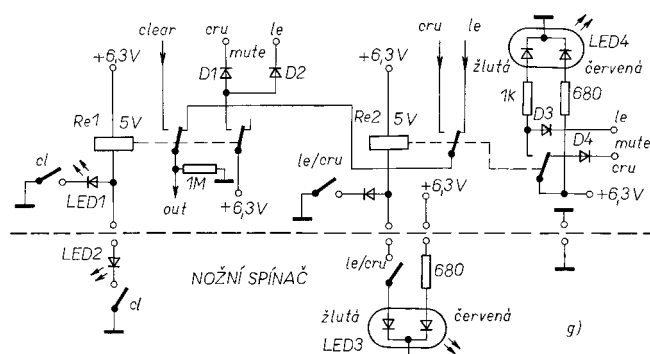 clear
cru
mute
le
D1
D2
+6,3V
Re1
5V
cl
LED1
1M
out
+6,3V
cru
le
+6,3V
Re2
5V
le/cru
+6,3V
LED4
žlutá
červená
1K
680
D3
le
D4
mute
cru
+6,3V
LED2
cl
NOŽNÍ SPÍNAČ
le/cru
680
žlutá
červená
LED3
g)